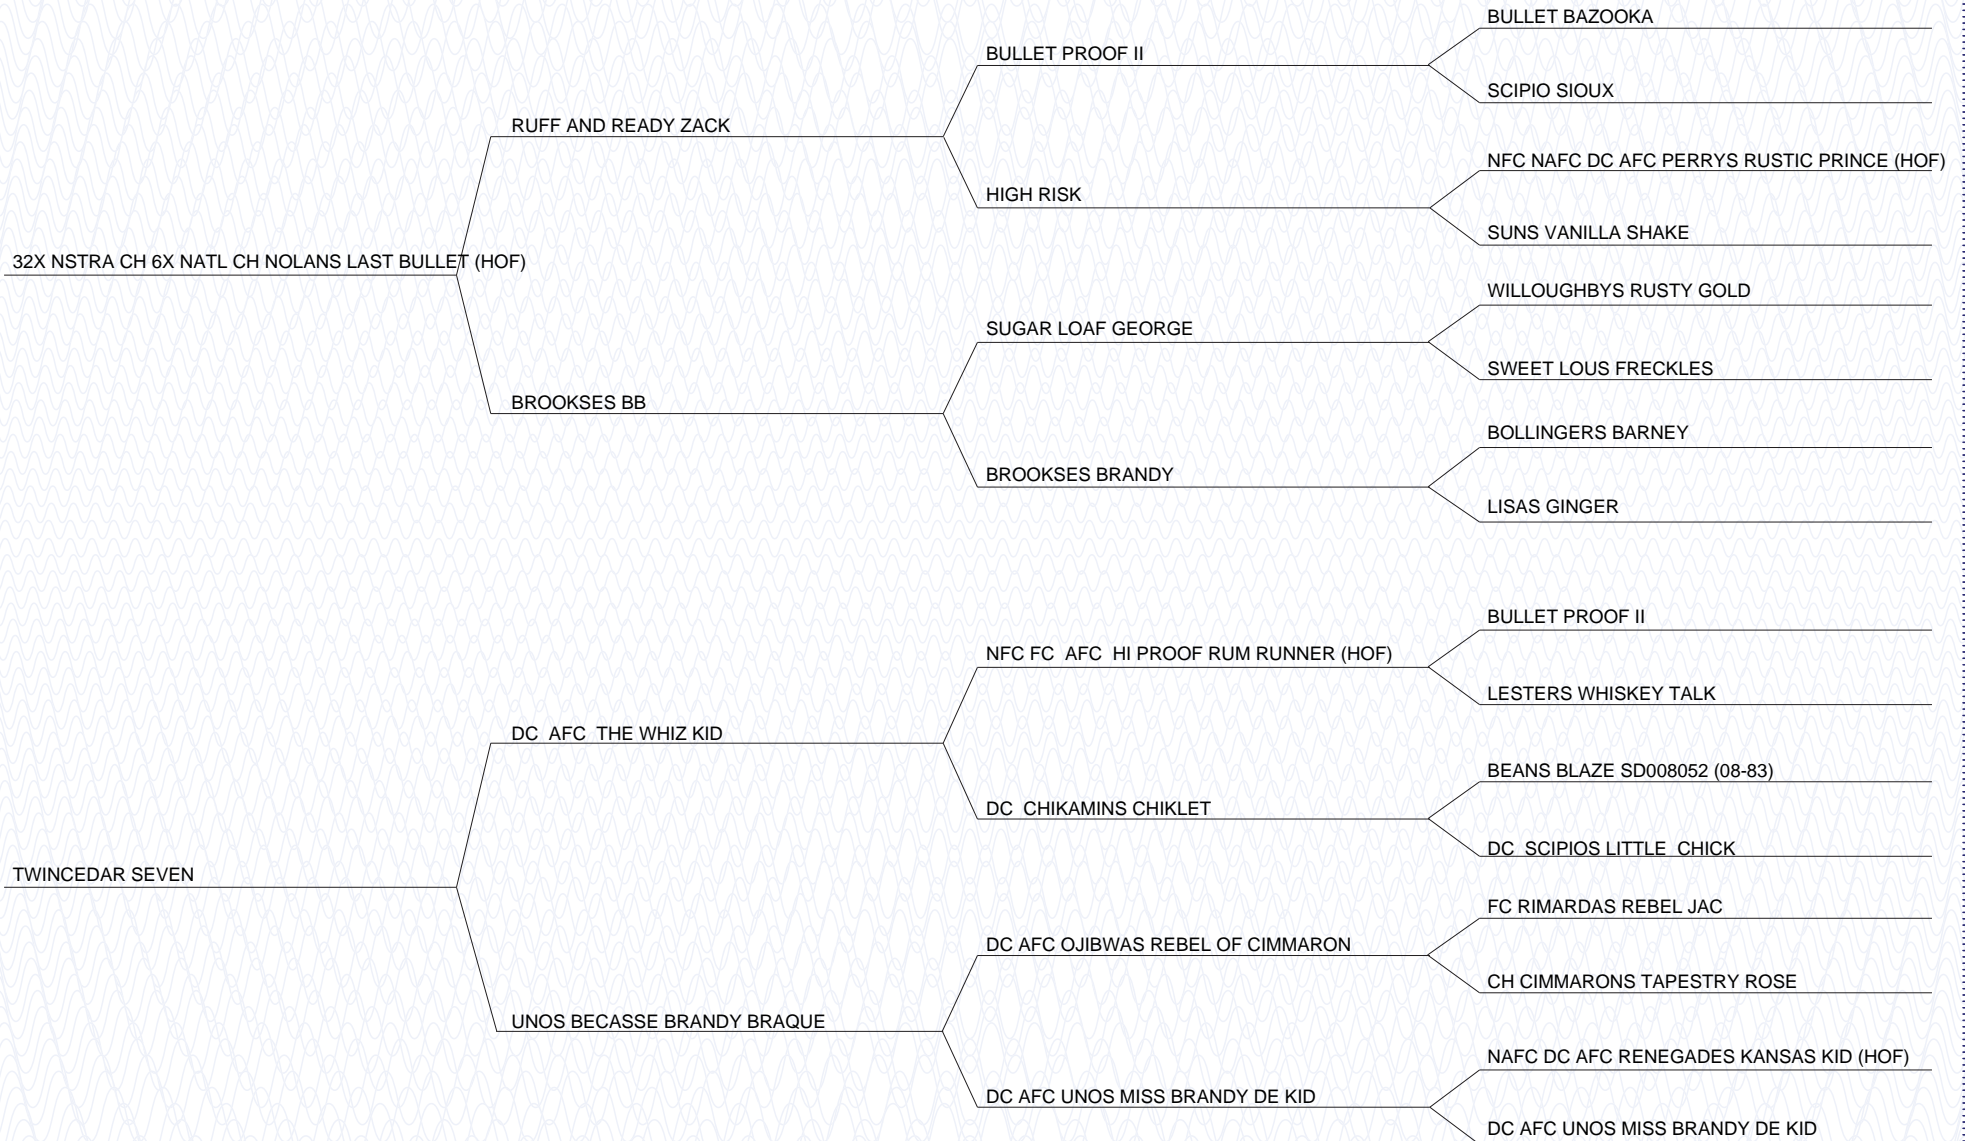 BULLET BAZOOKA
BULLET PROOF II
SCIPIO SIOUX
RUFF AND READY ZACK
NFC NAFC DC AFC PERRYS RUSTIC PRINCE (HOF)
HIGH RISK
SUNS VANILLA SHAKE
32X NSTRA CH 6X NATL CH NOLANS LAST BULLET (HOF)
WILLOUGHBYS RUSTY GOLD
SUGAR LOAF GEORGE
SWEET LOUS FRECKLES
BROOKSES BB
BOLLINGERS BARNEY
BROOKSES BRANDY
LISAS GINGER
BULLET PROOF II
NFC FC  AFC  HI PROOF RUM RUNNER (HOF)
LESTERS WHISKEY TALK
DC  AFC  THE WHIZ KID
BEANS BLAZE SD008052 (08-83)
DC  CHIKAMINS CHIKLET
DC  SCIPIOS LITTLE  CHICK
TWINCEDAR SEVEN
FC RIMARDAS REBEL JAC
DC AFC OJIBWAS REBEL OF CIMMARON
CH CIMMARONS TAPESTRY ROSE
UNOS BECASSE BRANDY BRAQUE
NAFC DC AFC RENEGADES KANSAS KID (HOF)
DC AFC UNOS MISS BRANDY DE KID
DC AFC UNOS MISS BRANDY DE KID